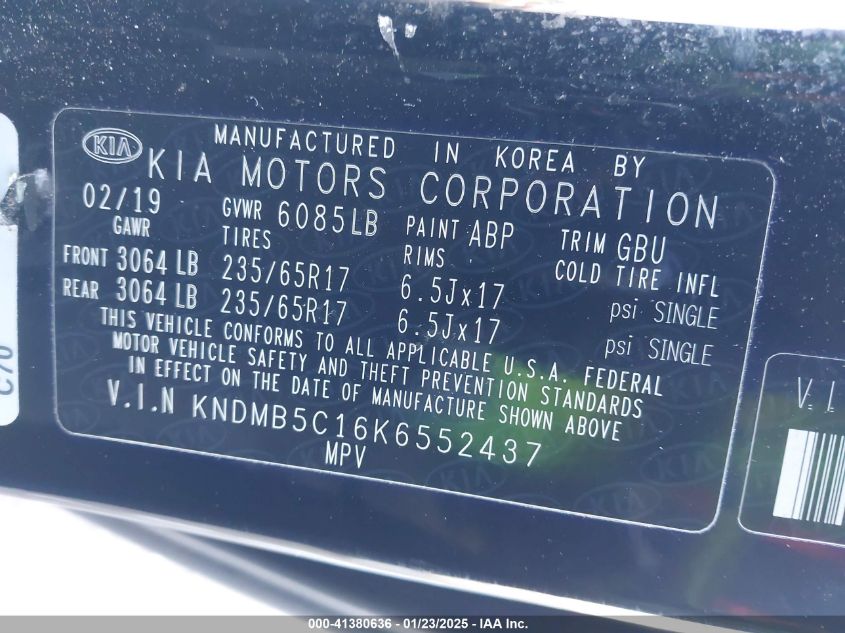 KIA
MANUFACTURED IN KOREA BY
KIA MOTORS CORPORATION
02/19 GVWR 6085LB PAINT ABP TRIM GBU
GAWR TIRES RIMS COLD TIRE INFL
FRONT 3064 LB 235/65R17 6.5Jx17 psi SINGLE
REAR 3064 LB 235/65R17 6.5Jx17 psi SINGLE
THIS VEHICLE CONFORMS TO ALL APPLICABLE U.S.A. FEDERAL
MOTOR VEHICLE SAFETY AND THEFT PREVENTION STANDARDS
IN EFFECT ON THE DATE OF MANUFACTURE SHOWN ABOVE
V.I.N KNDMB5C16K6552437
MPV
V.I
C70
000-41380636 - 01/23/2025 - IAA Inc.